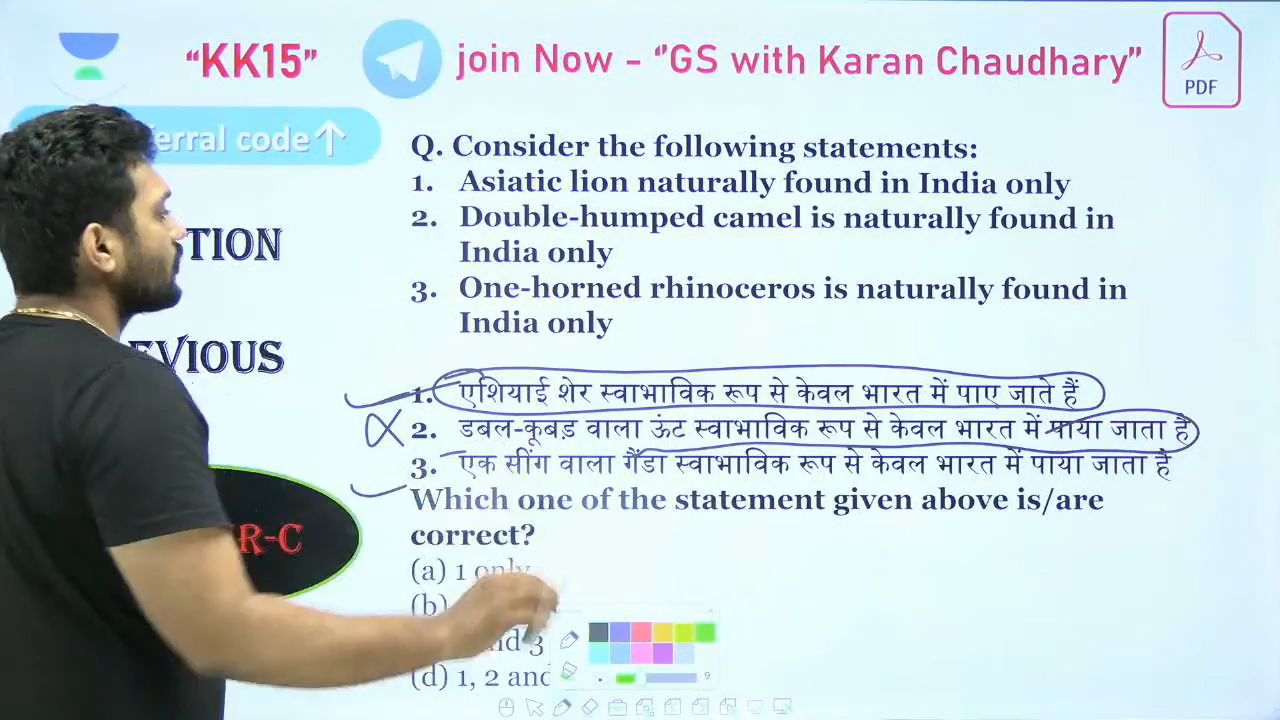 “KK15”
join Now - “GS with Karan Chaudhary”
PDF
code↑
Q. Consider the following statements:
1. Asiatic lion naturally found in India only
2. Double-humped camel is naturally found in
India only
3. One-horned rhinoceros is naturally found in
India only
1. एशियाई शेर स्वाभाविक रूप से केवल भारत में पाए जाते हैं
2. डबल-कूबड़ वाला ऊंट स्वाभाविक रूप से केवल भारत में पाया जाता है
3. एक सींग वाला गैंडा स्वाभाविक रूप से केवल भारत में पाया जाता है
Which one of the statement given above is/are
correct?
(a) 1 only
(b)
and 3
(d) 1, 2 and
9